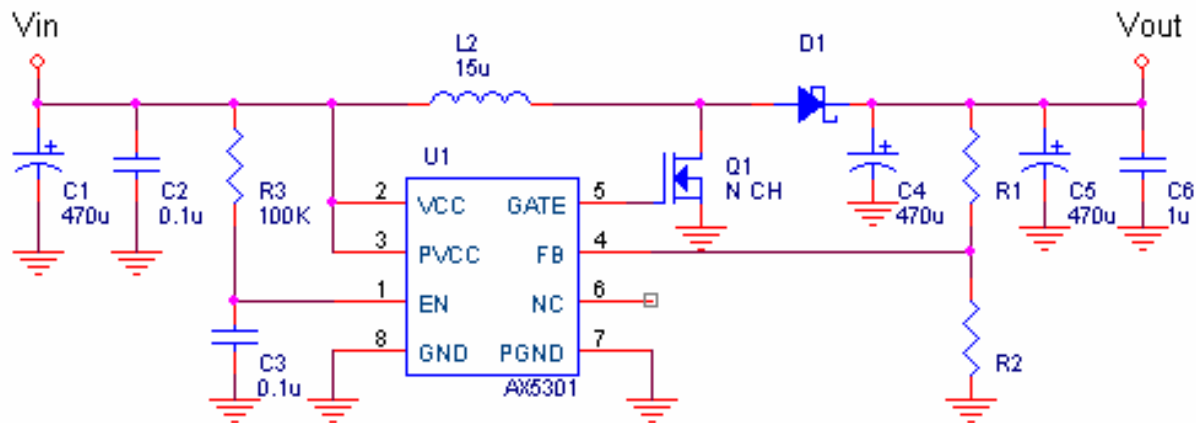 Vin
Vout
L2
15u
D1
U1
C1
470u
C2
0.1u
R3
100K
2
VCC
GATE
5
Q1
N CH
C4
470u
R1
C5
470u
C6
1u
3
PVCC
FB
4
1
EN
NC
6
8
GND
PGND
7
C3
0.1u
AX5301
R2
+
+
+